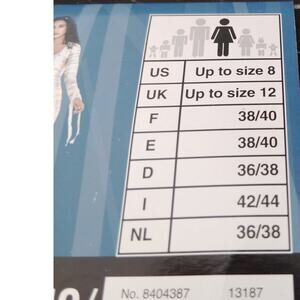 US Up to size 8
UK Up to size 12
F 38/40
E 38/40
D 36/38
I 42/44
NL 36/38
No. 8404387 13187